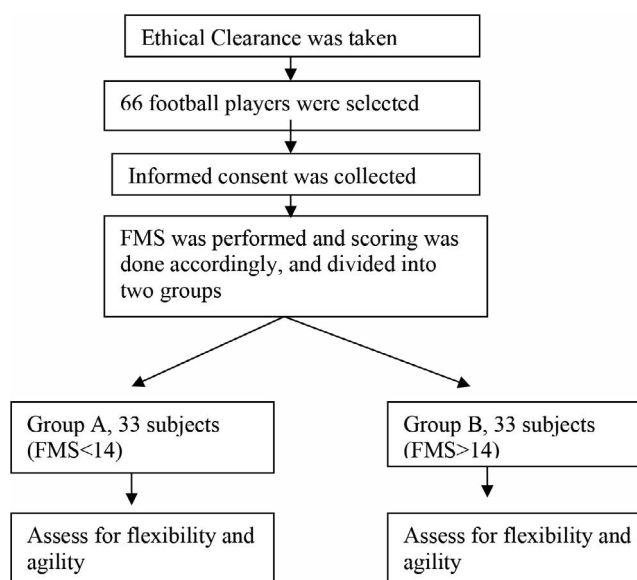 Ethical Clearance was taken
66 football players were selected
Informed consent was collected
FMS was performed and scoring was
done accordingly, and divided into
two groups
Group A, 33 subjects
(FMS<14)
Group B, 33 subjects
(FMS>14)
Assess for flexibility and
agility
Assess for flexibility and
agility